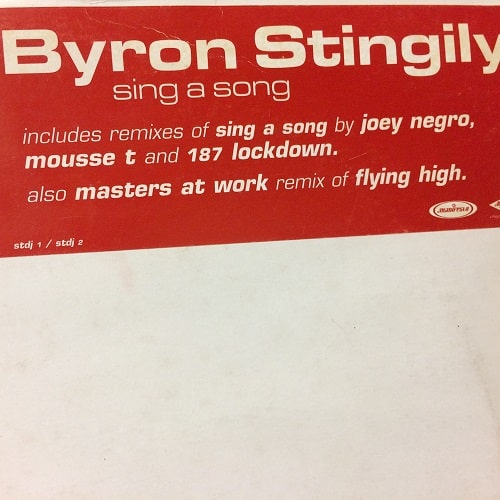 Byron Stingily
sing a song
includes remixes of sing a song by joey negro,
mousse t and 187 lockdown.
also masters at work remix of flying high.
stdj 1 / stdj 2